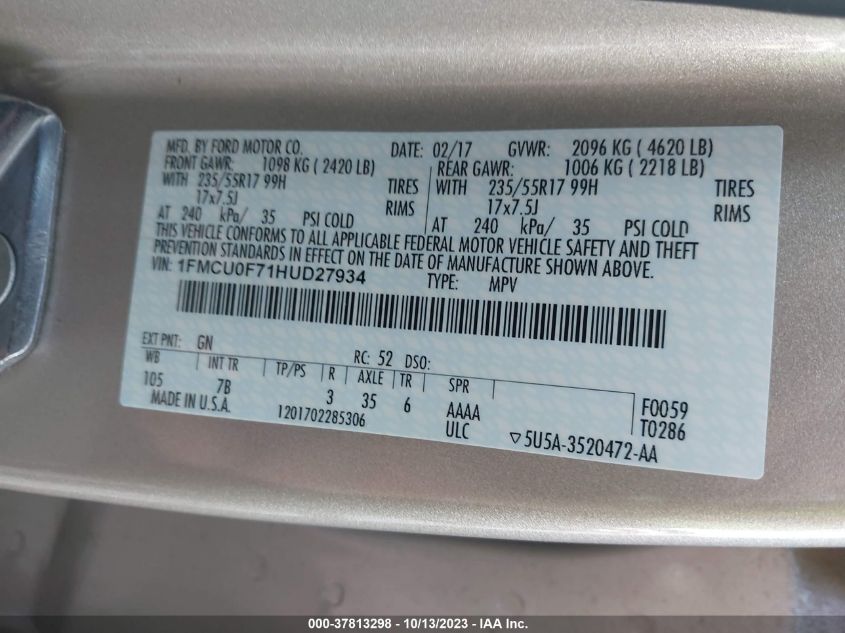 MFD. BY FORD MOTOR CO. DATE: 02/17 GVWR: 2096 KG ( 4620 LB)
FRONT GAWR: 1098 KG ( 2420 LB) REAR GAWR: 1006 KG ( 2218 LB)
WITH 235/55R17 99H TIRES WITH 235/55R17 99H TIRES
17x7.5J RIMS 17x7.5J RIMS
AT 240 kPa/ 35 PSI COLD AT 240 kPa/ 35 PSI COLD
THIS VEHICLE CONFORMS TO ALL APPLICABLE FEDERAL MOTOR VEHICLE SAFETY AND THEFT
PREVENTION STANDARDS IN EFFECT ON THE DATE OF MANUFACTURE SHOWN ABOVE.
VIN: 1FMCU0F71HUD27934 TYPE: MPV
EXT PNT: GN RC: 52 DSO:
WB INT TR TP/PS R AXLE TR SPR
105 7B 3 35 6 AAAA F0059
MADE IN U.S.A. 1201702285306 ULC T0286
▽5U5A-3520472-AA
000-37813298 - 10/13/2023 - IAA Inc.